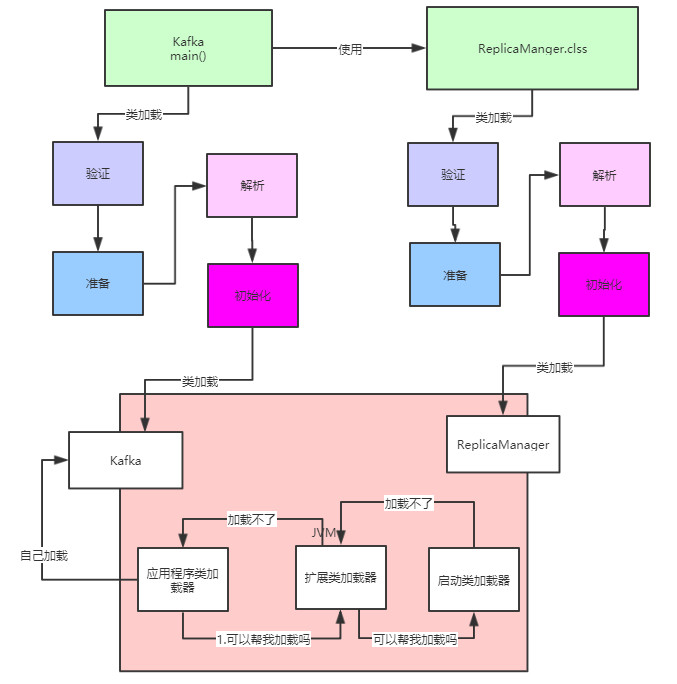 Kafka
main()
使用
ReplicaManger.clss
类加载
类加载
验证
解析
验证
解析
准备
初始化
准备
初始化
类加载
类加载
Kafka
ReplicaManager
加载不了
加载不了
JVM
自己加载
应用程序类加
载器
扩展类加载器
启动类加载器
1.可以帮我加载吗
可以帮我加载吗